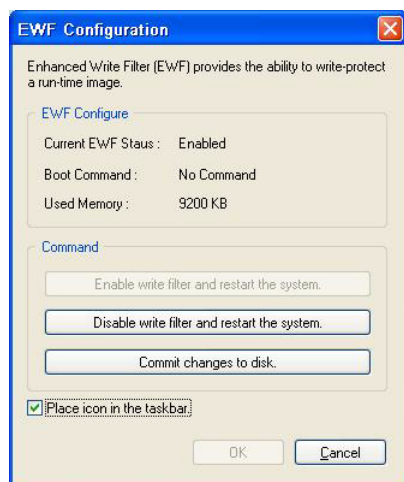 EWF Configuration
Enhanced Write Filter (EWF) provides the ability to write-protect
a run-time image.
EWF Configure
Current EWF Staus : Enabled
Boot Command : No Command
Used Memory : 9200 KB
Command
Enable write filter and restart the system.
Disable write filter and restart the system.
Commit changes to disk.
Place icon in the taskbar.
OK Cancel